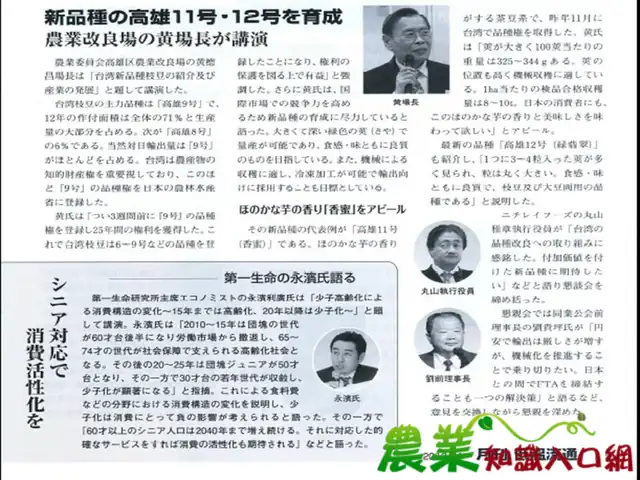 新品種の高雄11号・12号を育成
農業改良場の黄場長が講演
農業委員会高雄区農業改良場の黄徳
昌場長は「台湾新品種枝豆の紹介及び
産業の発展」と題して講演した。
台湾枝豆の主力品種は「高雄9号」で、
12年の作付面積は全体の71％と生産
量の大部分を占める。次が「高雄8号」
の6％である。当然対日輸出量は「9号」
がほとんどを占める。台湾は農産物の
知的財産権を重要視しており、このほ
ど「9号」の品種権を日本の農林水産
省に登録した。
黄氏は「つい3週間前に『9号』の品種
権を登録し25年間の権利を獲得した。こ
れで台湾枝豆は6～9号などの品種を登
録したことになり、権利の
保護を図る上で有益」と強
調した。さらに黄氏は、国
際市場での競争力を高め
るため新品種の育成に尽力していると
語った。大きくて深い緑色の莢（さや）で
量産が可能であり、食感・味ともに良質
のものを目指している。また、機械によ
る収穫に適し、冷凍加工が可能で輸出向
けに採用することも目標としている。
ほのかな芋の香り「香蜜」をアピール
その新品種の代表例が「高雄11号
（香蜜）」である。ほのかな芋の香り
黄場長
がする茶豆系で、昨年11月に
台湾で品種権を取得した。黄氏
は「莢が大きく100莢当たりの
重量は325～344gある。莢の
位置も高く機械収穫に適してい
る。1ha当たりの検品合格収穫
量は8～10t。日本の消費者にも、
このほのかな芋の香りと美味しさを味
わって欲しい」とアピール。
最新の品種「高雄12号（緑翡翠）」
も紹介し、「1つに3～4粒入った莢が多
く見られ、粒は丸く大きい。食感・味
ともに良質で、枝豆及び大豆両用の品
種である」と説明した。
ニチレイフーズの丸山
雅章執行役員が「台湾の
品種改良への取り組みに
感銘した。付加価値を付
けた新品種に期待した
い」などと語り懇談会を
締め括った。
丸山執行役員
懇親会では同業公会前
理事長の劉貴坪氏が「円
安で輸出は厳しさが増す
が、機械化を推進すること
で乗り切りたい。日本
との間でFTAを締結す
ることも一つの解決策」と語るなど、
意見を交換しながら懇親を深めた。
劉前理事長
シニア対応で
消費活性化を
第一生命の永濱氏語る
第一生命研究所主席エコノミストの永濱利廣氏は「少子高齢化によ
る消費構造の変化～15年までは高齢化、20年以降は少子化～」と題
して講演。永濱氏は「2010～15年は団塊の世代
が60才台後半になり労働市場から撤退し、65～
74才の世代が社会保障で支えられる高齢化社会と
なる。その後の20～25年は団塊ジュニアが50才
台となり、その一方で30才台の若年世代が収斂し、
少子化が顕著になる」と指摘。これによる食料費
などの分野における消費構造の変化を説明し、少
子化は消費にとって負の影響が考えられると語った。その一方で
「60才以上のシニア人口は2040年まで増え続ける。それに対応した的
確なサービスをすれば消費の活性化も期待される」などと語った。
永濱氏
農業知識入口網